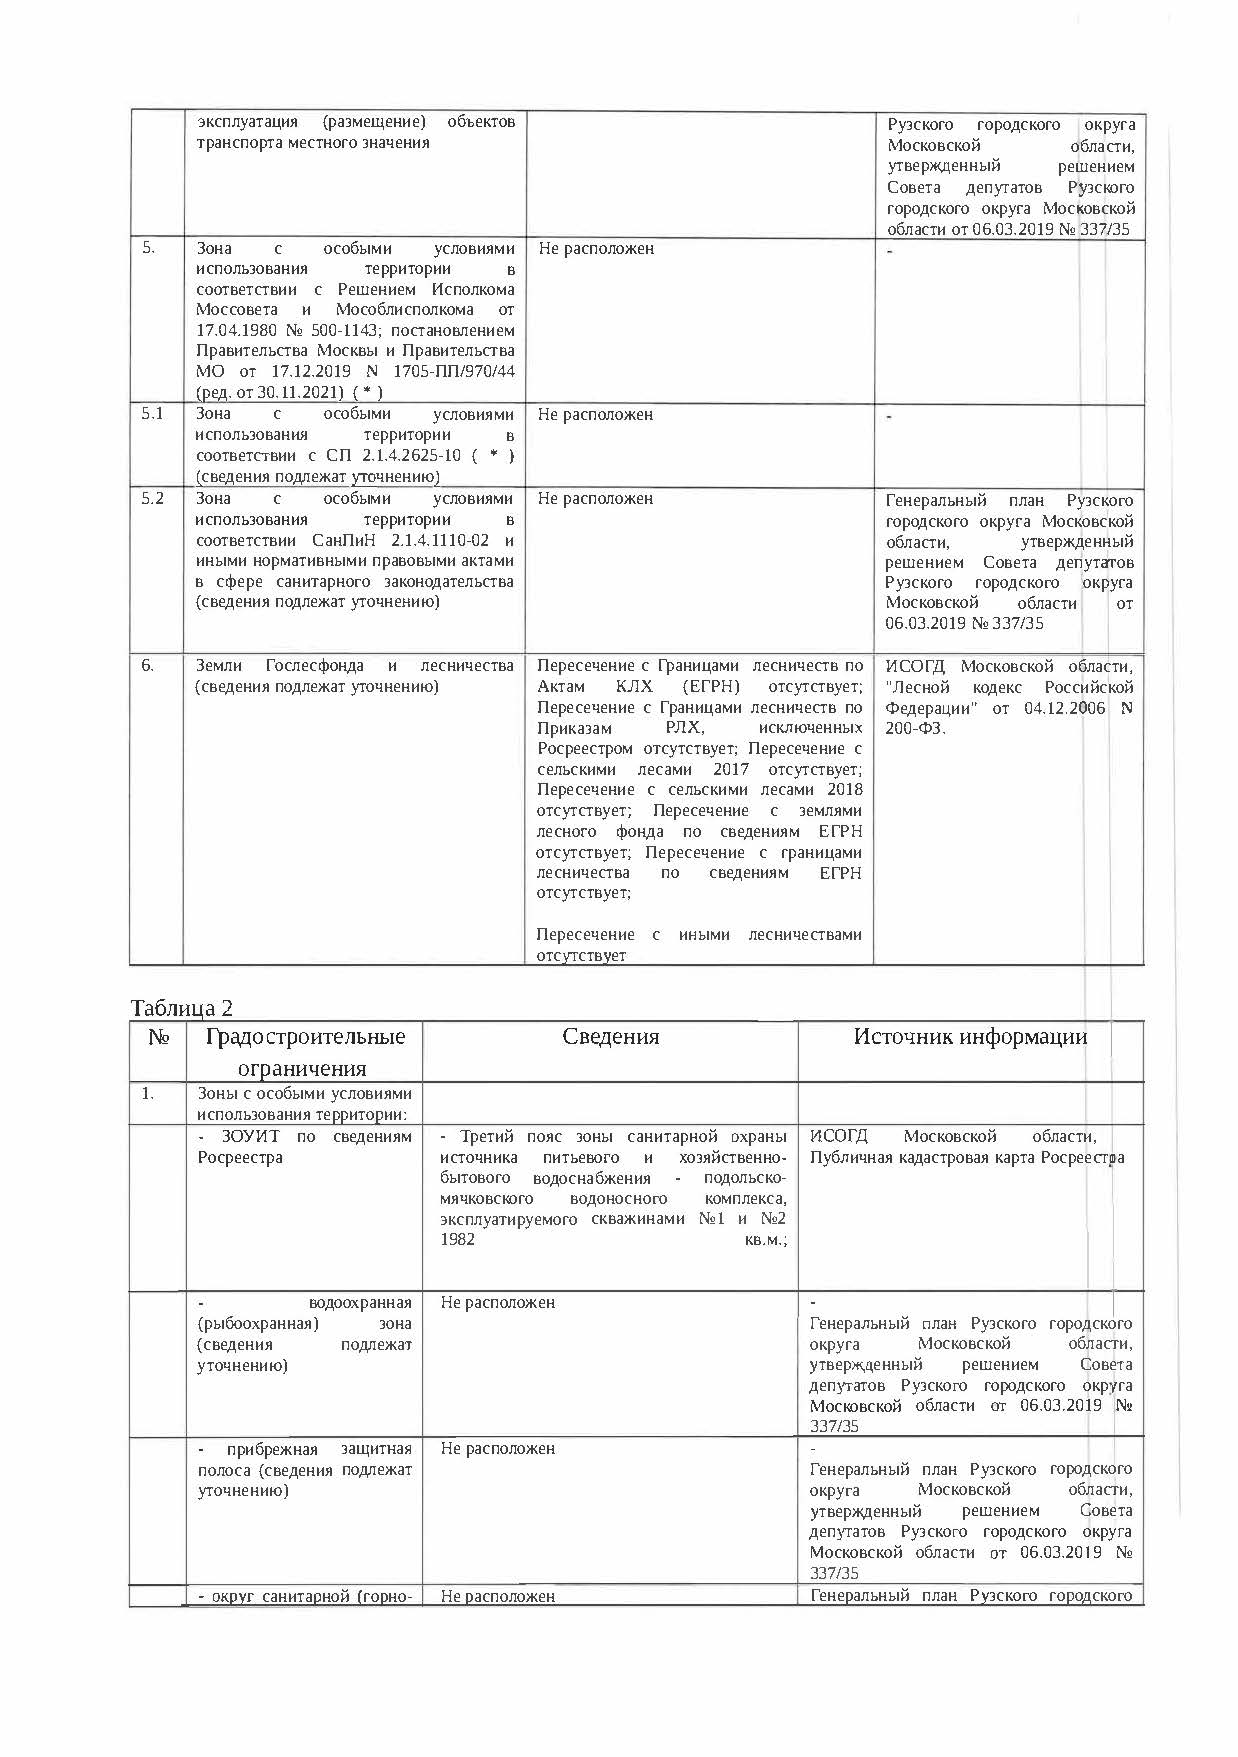 эксплуатация (размещение) объектов
транспорта местного значения
Рузского городского округа
Московской области,
утвержденный решением
Совета депутатов Рузского
городского округа Московской
области от 06.03.2019 № 337/35
5.
Зона с особыми условиями
использования территории в
соответствии с Решением Исполкома
Моссовета и Мособлисполкома от
17.04.1980 № 500-1143; постановлением
Правительства Москвы и Правительства
МО от 17.12.2019 N 1705-ПП/970/44
(ред. от 30.11.2021) ( * )
Не расположен
-
5.1
Зона с особыми условиями
использования территории в
соответствии с СП 2.1.4.2625-10 ( * )
(сведения подлежат уточнению)
Не расположен
-
5.2
Зона с особыми условиями
использования территории в
соответствии СанПиН 2.1.4.1110-02 и
иными нормативными правовыми актами
в сфере санитарного законодательства
(сведения подлежат уточнению)
Не расположен
Генеральный план Рузского
городского округа Московской
области, утвержденный
решением Совета депутатов
Рузского городского округа
Московской области от
06.03.2019 № 337/35
6.
Земли Гослесфонда и лесничества
(сведения подлежат уточнению)
Пересечение с Границами лесничеств по
Актам КЛХ (ЕГРН) отсутствует;
Пересечение с Границами лесничеств по
Приказам РЛХ, исключенных
Росреестром отсутствует; Пересечение с
сельскими лесами 2017 отсутствует;
Пересечение с сельскими лесами 2018
отсутствует; Пересечение с землями
лесного фонда по сведениям ЕГРН
отсутствует; Пересечение с границами
лесничества по сведениям ЕГРН
отсутствует;
Пересечение с иными лесничествами
отсутствует
ИСОГД Московской области,
"Лесной кодекс Российской
Федерации" от 04.12.2006 N
200-ФЗ.
Таблица 2
№
Градостроительные
ограничения
Сведения
Источник информации
1.
Зоны с особыми условиями
использования территории:
- ЗОУИТ по сведениям
Росреестра
- Третий пояс зоны санитарной охраны
источника питьевого и хозяйственно-
бытового водоснабжения - подольско-
мячковского водоносного комплекса,
эксплуатируемого скважинами №1 и №2
1982 кв.м.;
ИСОГД Московской области,
Публичная кадастровая карта Росреестра
- водоохранная
(рыбоохранная) зона
(сведения подлежат
уточнению)
Не расположен
-
Генеральный план Рузского городского
округа Московской области,
утвержденный решением Совета
депутатов Рузского городского округа
Московской области от 06.03.2019 №
337/35
- прибрежная защитная
полоса (сведения подлежат
уточнению)
Не расположен
-
Генеральный план Рузского городского
округа Московской области,
утвержденный решением Совета
депутатов Рузского городского округа
Московской области от 06.03.2019 №
337/35
- округ санитарной (горно-
Не расположен
Генеральный план Рузского городского